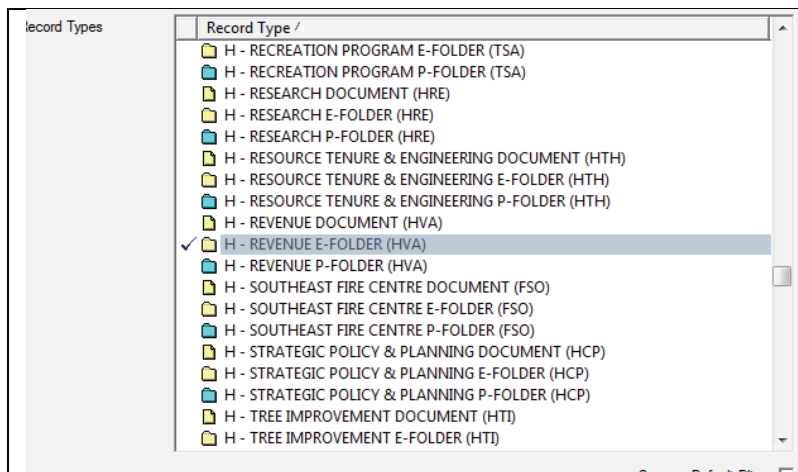 Record Types
Record Type
H - RECREATION PROGRAM E-FOLDER (TSA)
H - RECREATION PROGRAM P-FOLDER (TSA)
H - RESEARCH DOCUMENT (HRE)
H - RESEARCH E-FOLDER (HRE)
H - RESEARCH P-FOLDER (HRE)
H - RESOURCE TENURE & ENGINEERING DOCUMENT (HTH)
H - RESOURCE TENURE & ENGINEERING E-FOLDER (HTH)
H - RESOURCE TENURE & ENGINEERING P-FOLDER (HTH)
H - REVENUE DOCUMENT (HVA)
H - REVENUE E-FOLDER (HVA)
H - REVENUE P-FOLDER (HVA)
H - SOUTHEAST FIRE CENTRE DOCUMENT (FSO)
H - SOUTHEAST FIRE CENTRE E-FOLDER (FSO)
H - SOUTHEAST FIRE CENTRE P-FOLDER (FSO)
H - STRATEGIC POLICY & PLANNING DOCUMENT (HCP)
H - STRATEGIC POLICY & PLANNING E-FOLDER (HCP)
H - STRATEGIC POLICY & PLANNING P-FOLDER (HCP)
H - TREE IMPROVEMENT DOCUMENT (HTI)
H - TREE IMPROVEMENT E-FOLDER (HTI)